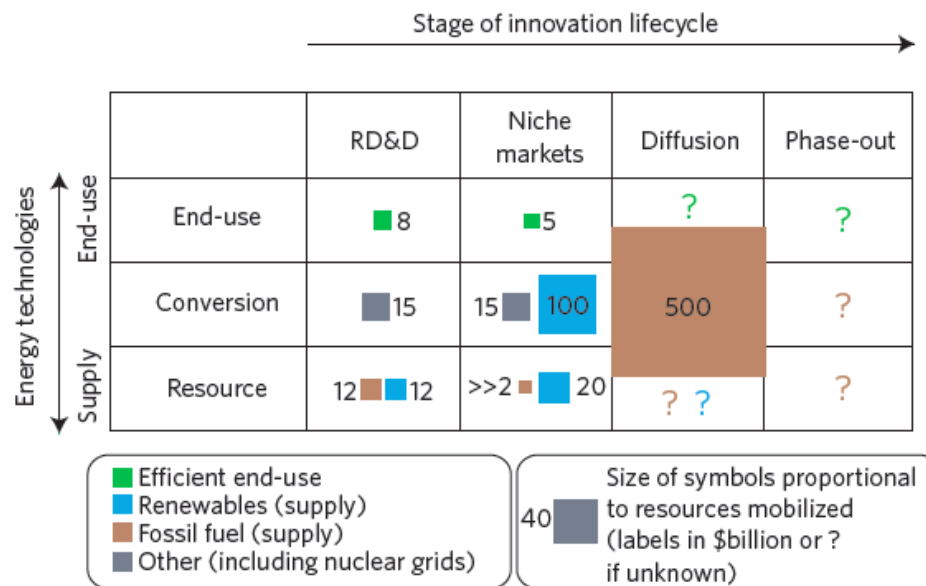 Stage of innovation lifecycle
RD&D
Niche
markets
Diffusion
Phase-out
Energy technologies
End-use
Supply
End-use
8
5
?
?
Conversion
15
15
100
500
?
Resource
12
12
>>2
20
? ?
?
Efficient end-use
Renewables (supply)
Fossil fuel (supply)
Other (including nuclear grids)
40
Size of symbols proportional
to resources mobilized
(labels in $billion or ?
if unknown)